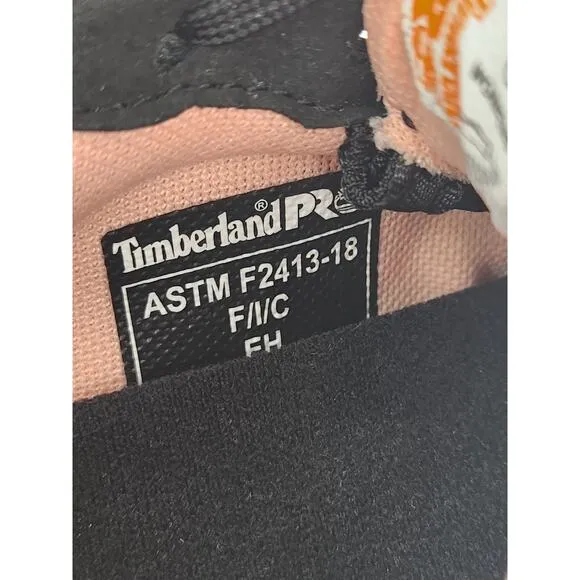 Timberland® PRO
ASTM F2413-18
F/I/C
EH